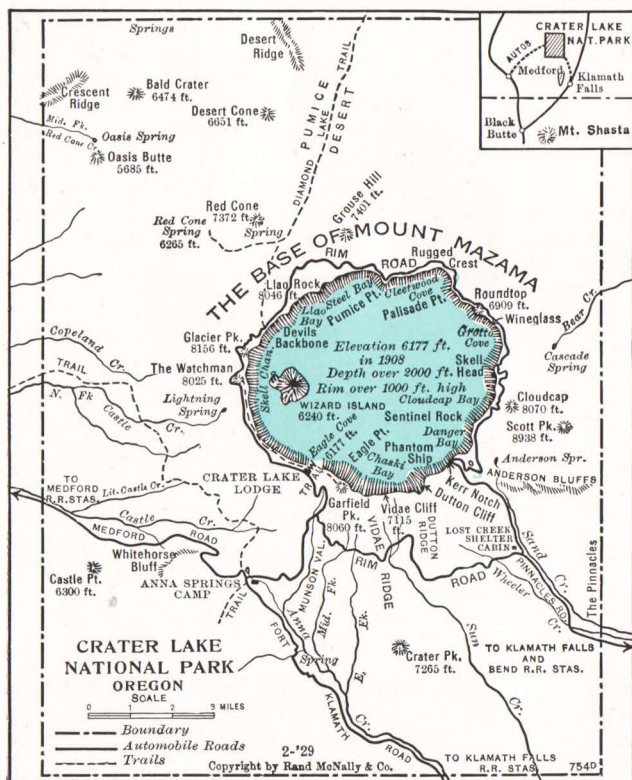 Springs
Desert
Ridge
CRATER LAKE
NAT. PARK
AUTOS
Medford
Klamath
Falls
Black
Butte
Mt. Shasta
Crescent
Ridge
Bald Crater
6474 ft.
Desert Cone
6651 ft.
TRAIL
DIAMOND LAKE
PUMICE
DESERT
Mid. Fk.
Red Cone Cr.
Oasis Spring
Oasis Butte
5685 ft.
Red Cone
7372 ft.
Red Cone
Spring
6265 ft.
Spring
Grouse Hill
7401 ft.
THE BASE OF MOUNT MAZAMA
RIM ROAD
Rugged
Crest
Llao Rock
8046 ft.
Llao
Bay
Steel Bay
Pumice Pt.
Cleetwood
Cove
Palisade Pt.
Roundtop
6909 ft.
Wineglass
Grotto
Cove
Bear Cr.
Cascade
Spring
Glacier Pk.
8156 ft.
Devils
Backbone
Elevation 6177 ft.
in 1908
Depth over 2000 ft.
Rim over 1000 ft. high
Skell
Head
Cloudcap Bay
Copeland Cr.
TRAIL
The Watchman
8025 ft.
Skell Chan.
WIZARD ISLAND
6240 ft.
Sentinel Rock
Cloudcap
8070 ft.
Scott Pk.
8938 ft.
N. Fk
Castle Cr.
Lightning
Spring
Eagle Cove
6177 ft.
Eagle Pt.
Chaski
Bay
Phantom
Ship
Danger
Bay
Anderson Spr.
ANDERSON BLUFFS
TRAIL
CRATER LAKE
LODGE
Garfield
Pk.
8060 ft.
Vidae Cliff
7115 ft.
Kerr Notch
Dutton Cliff
TO
MEDFORD
R.R. STAS.
Lit. Castle Cr.
Castle Cr.
MEDFORD ROAD
Whitehorse
Bluff
Castle Pt.
6300 ft.
ANNA SPRINGS
CAMP
TRAIL
MUNSON VAL.
RIM ROAD
VIDAE
RIDGE
DUTTON
RIDGE
LOST CREEK
SHELTER
CABIN
Sand Cr.
PINNACLES RD.
Wheeler Cr.
The Pinnacles
Anna
Spring
Cr.
Mid. Fk.
E. Fk.
Sun Cr.
Crater Pk.
7265 ft.
TO KLAMATH FALLS
AND
BEND R.R. STAS.
FORT
KLAMATH
ROAD
CRATER LAKE
NATIONAL PARK
OREGON
SCALE
0 1 2 3 MILES
Boundary
Automobile Roads
Trails
2-'29
Copyright by Rand McNally & Co.
TO KLAMATH FALLS
R.R. STAS.
754D